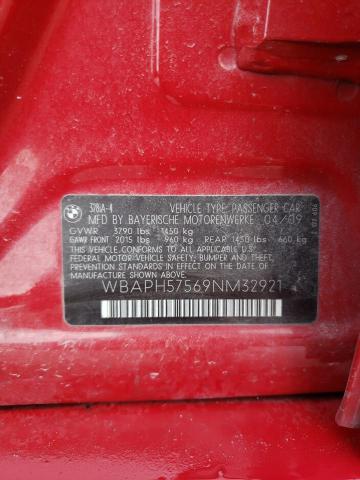 328iA-4 VEHICLE TYPE: PASSENGER CAR
MFD BY BAYERISCHE MOTORENWERKE 04/09
GVWR 3790 lbs 1450 kg
GAWR FRONT 2015 lbs 960 kg REAR 1450 lbs 660 kg
THIS VEHICLE CONFORMS TO ALL APPLICABLE U.S.
FEDERAL MOTOR VEHICLE SAFETY, BUMPER, AND THEFT
PREVENTION STANDARDS IN EFFECT ON THE DATE OF
MANUFACTURE SHOWN ABOVE.
WBAPH57569NM32921